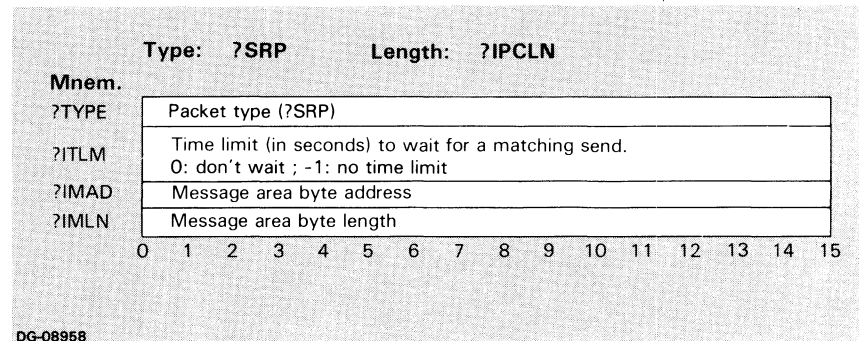 Type: ?SRP Length: ?IPCLN
Mnem.
?TYPE Packet type (?SRP)
?ITLM Time limit (in seconds) to wait for a matching send.
0: don't wait ; -1: no time limit
?IMAD Message area byte address
?IMLN Message area byte length
0 1 2 3 4 5 6 7 8 9 10 11 12 13 14 15
DG-08958